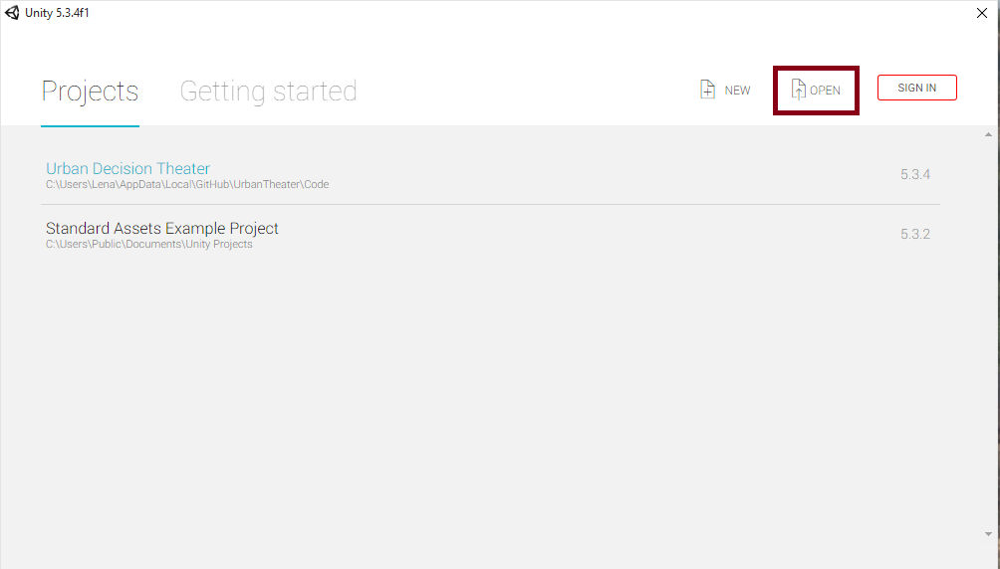 Unity 5.3.4f1
Projects Getting started NEW OPEN SIGN IN
Urban Decision Theater
C:\Users\Lena\AppData\Local\GitHub\UrbanTheater\Code
5.3.4
Standard Assets Example Project
C:\Users\Public\Documents\Unity Projects
5.3.2